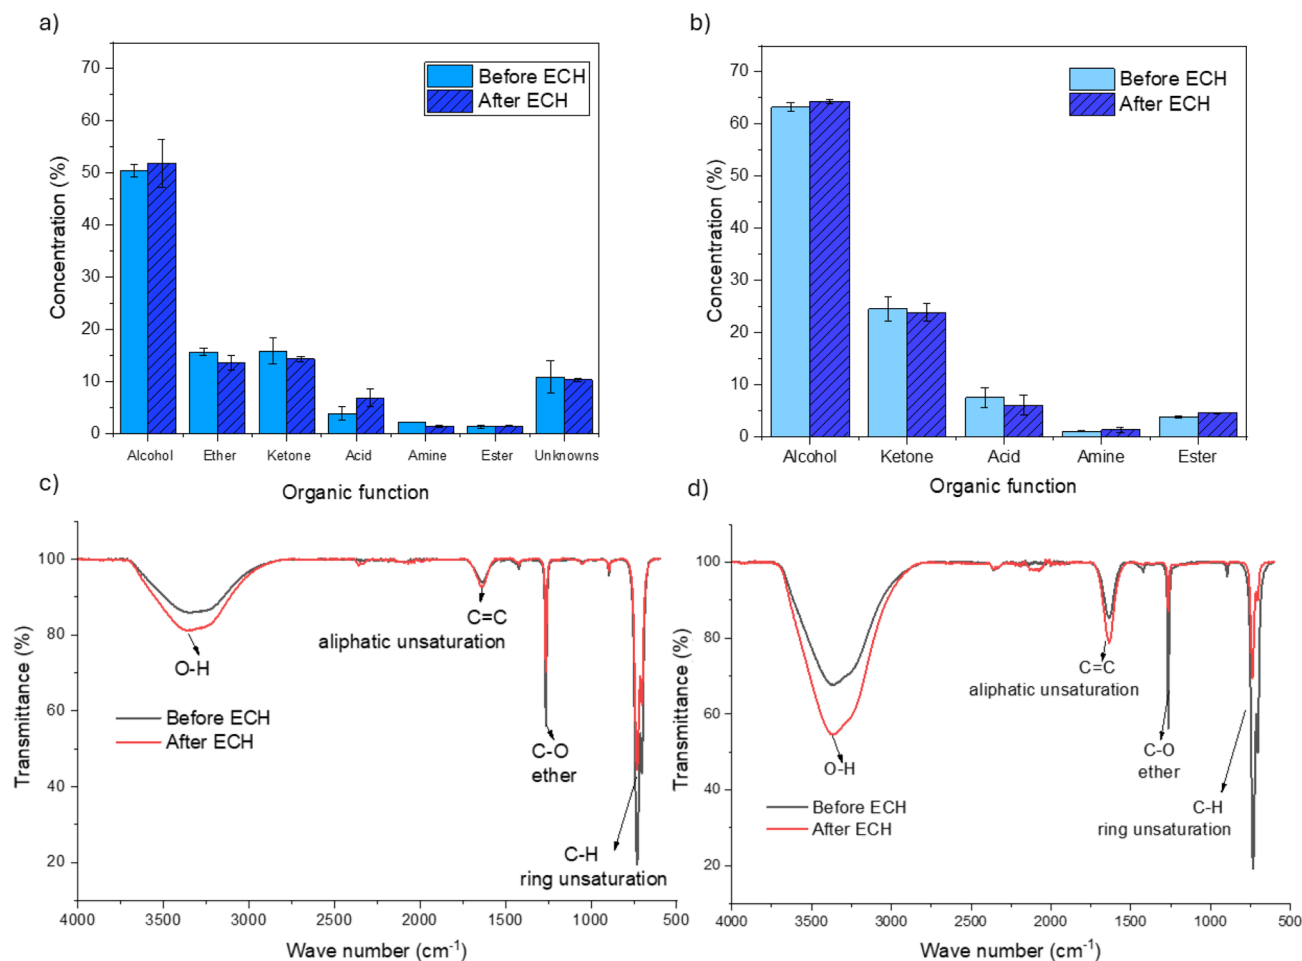 a)
70
60
50
40
30
20
10
0
Concentration (%)
Before ECH
After ECH
Alcohol Ether Ketone Acid Amine Ester Unknowns
Organic function
b)
70
60
50
40
30
20
10
0
Concentration (%)
Before ECH
After ECH
Alcohol Ketone Acid Amine Ester
Organic function
c)
100
80
60
40
20
Transmittance (%)
O-H
C=C
aliphatic unsaturation
Before ECH
After ECH
C-O
ether
C-H
ring unsaturation
4000 3500 3000 2500 2000 1500 1000 500
Wave number (cm⁻¹)
d)
100
80
60
40
20
Transmittance (%)
C=C
aliphatic unsaturation
O-H
C-O
ether
Before ECH
After ECH
C-H
ring unsaturation
4000 3500 3000 2500 2000 1500 1000 500
Wave number (cm⁻¹)